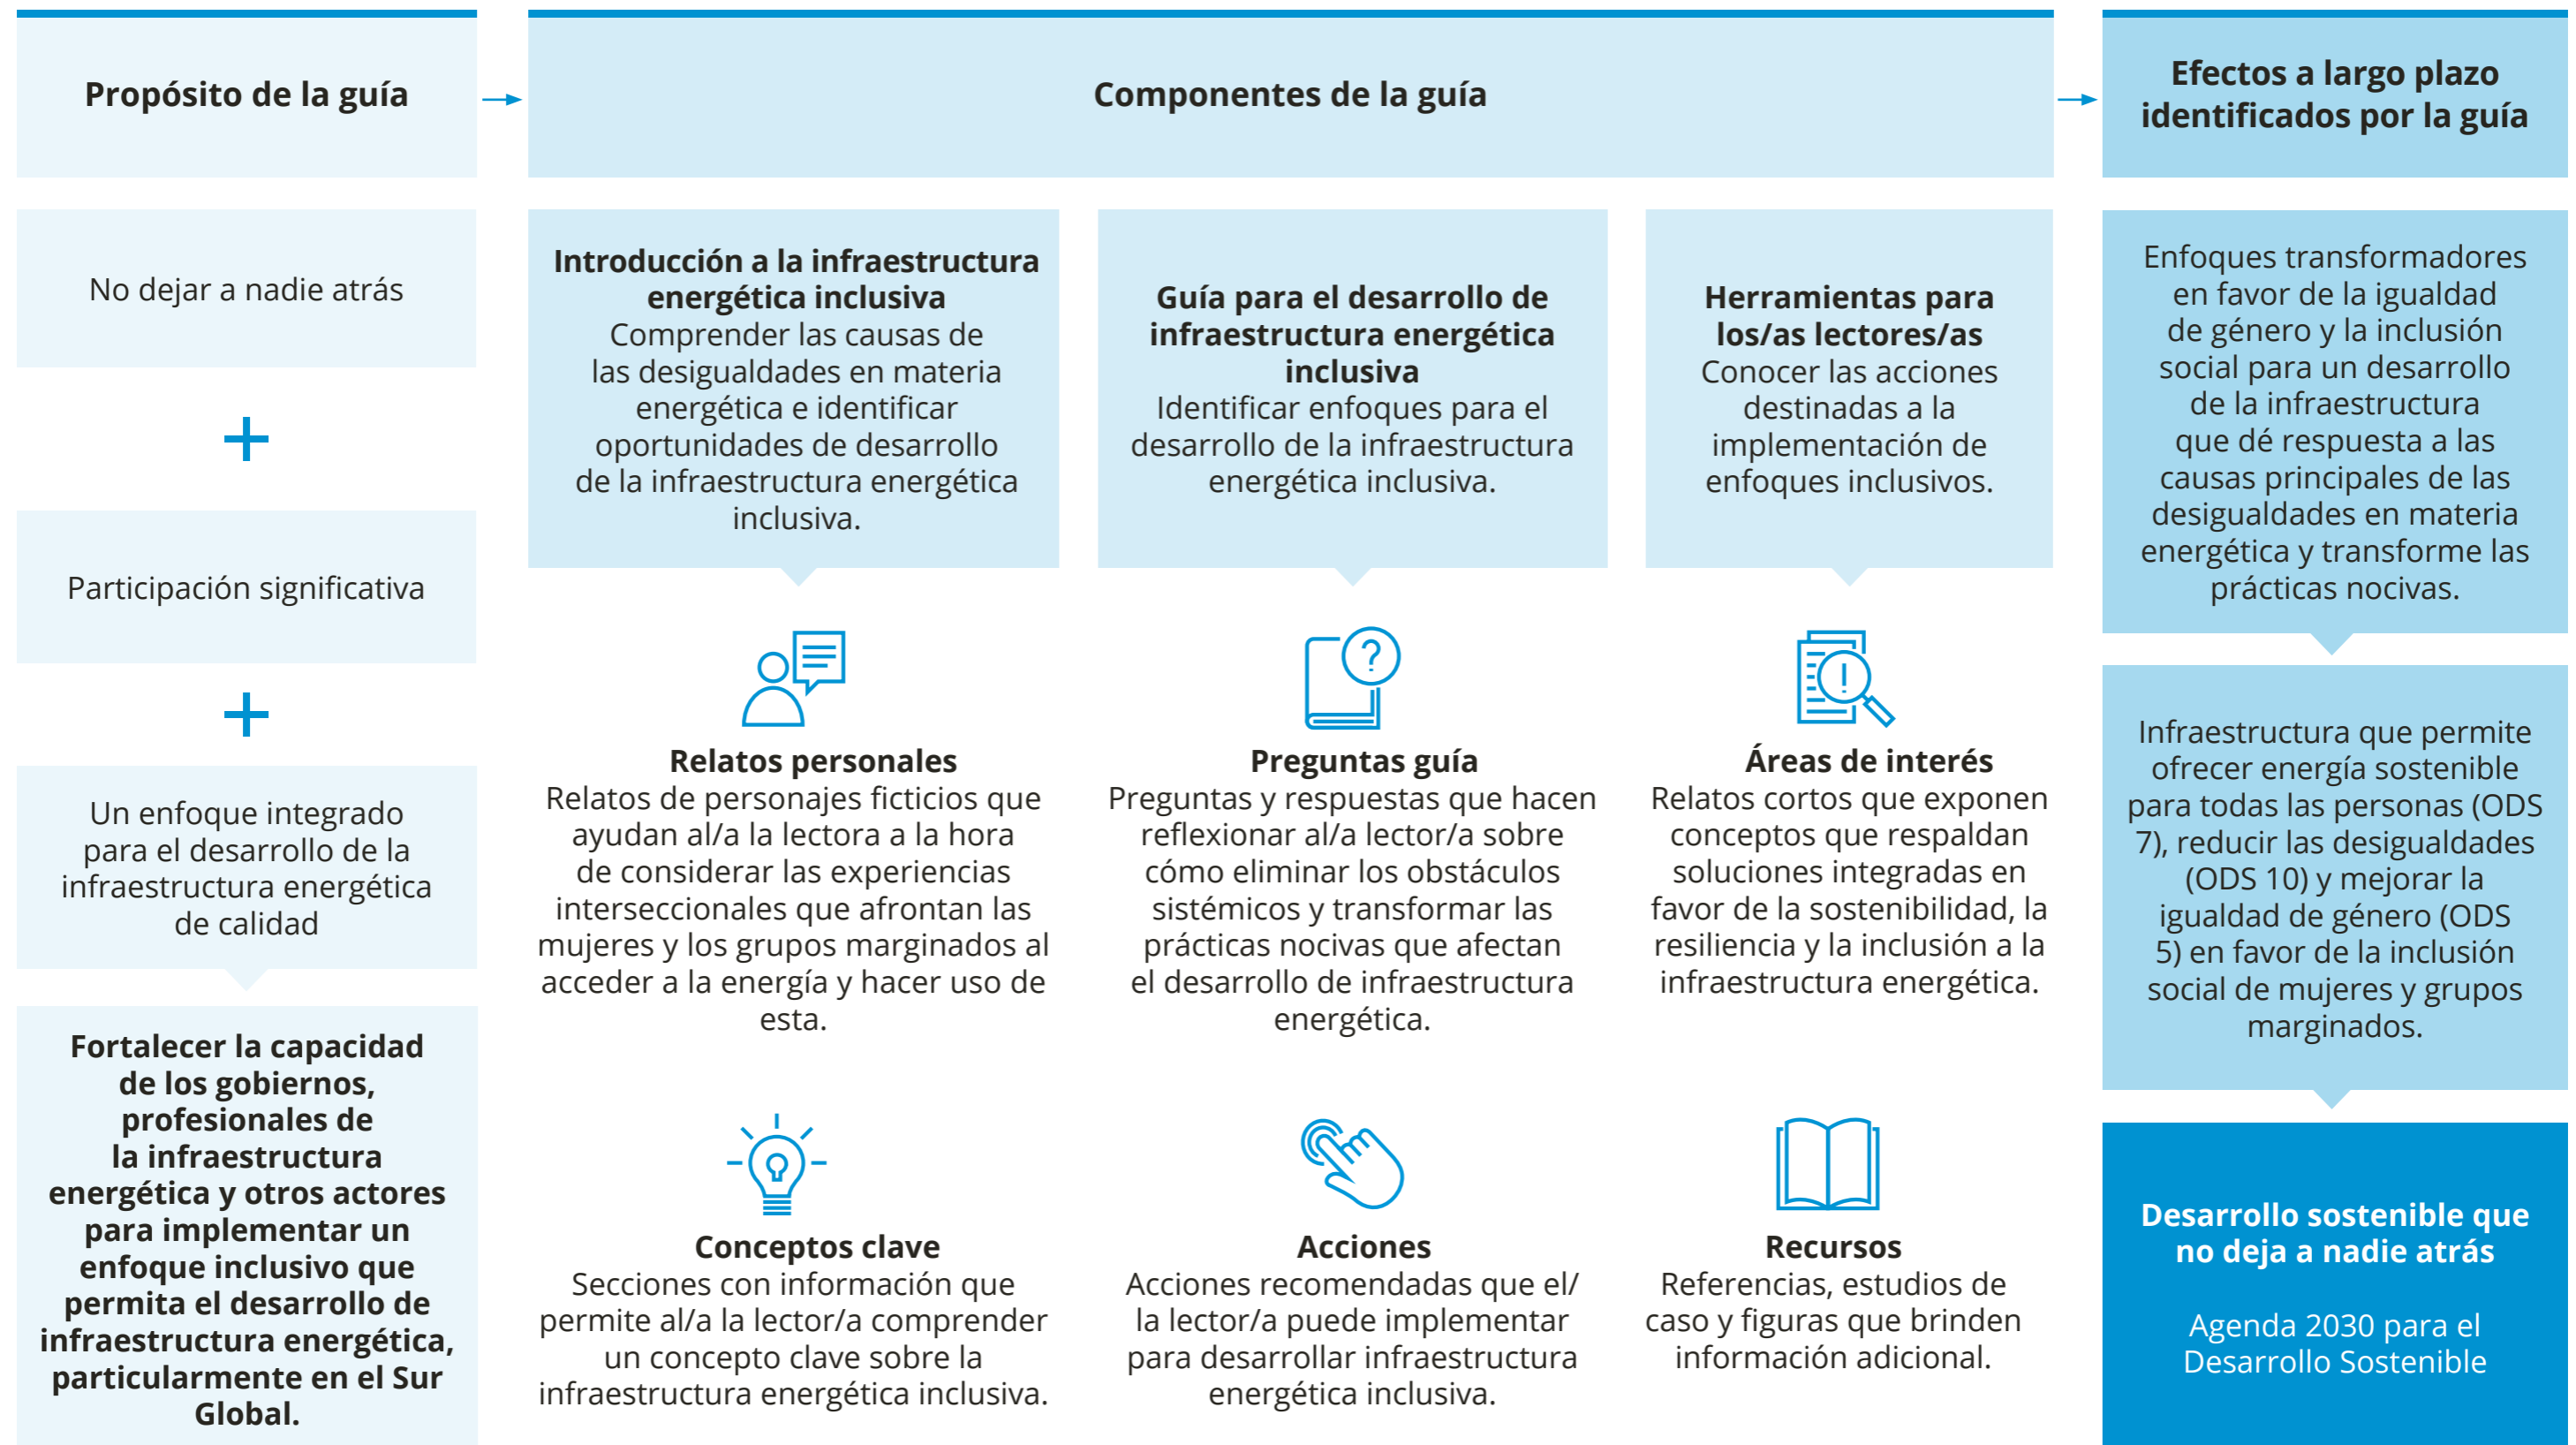 Propósito de la guía
No dejar a nadie atrás
+
Participación significativa
+
Un enfoque integrado
para el desarrollo de la
infraestructura energética
de calidad
Fortalecer la capacidad
de los gobiernos,
profesionales de
la infraestructura
energética y otros actores
para implementar un
enfoque inclusivo que
permita el desarrollo de
infraestructura energética,
particularmente en el Sur
Global.
Componentes de la guía
Introducción a la infraestructura
energética inclusiva
Comprender las causas de
las desigualdades en materia
energética e identificar
oportunidades de desarrollo
de la infraestructura energética
inclusiva.
Relatos personales
Relatos de personajes ficticios que
ayudan al/a la lectora a la hora
de considerar las experiencias
interseccionales que afrontan las
mujeres y los grupos marginados al
acceder a la energía y hacer uso de
esta.
Conceptos clave
Secciones con información que
permite al/a la lector/a comprender
un concepto clave sobre la
infraestructura energética inclusiva.
Guía para el desarrollo de
infraestructura energética
inclusiva
Identificar enfoques para el
desarrollo de la infraestructura
energética inclusiva.
?
Preguntas guía
Preguntas y respuestas que hacen
reflexionar al/a lector/a sobre
cómo eliminar los obstáculos
sistémicos y transformar las
prácticas nocivas que afectan
el desarrollo de infraestructura
energética.
Acciones
Acciones recomendadas que el/
la lector/a puede implementar
para desarrollar infraestructura
energética inclusiva.
Herramientas para
los/as lectores/as
Conocer las acciones
destinadas a la
implementación de
enfoques inclusivos.
!
Áreas de interés
Relatos cortos que exponen
conceptos que respaldan
soluciones integradas en
favor de la sostenibilidad, la
resiliencia y la inclusión a la
infraestructura energética.
Recursos
Referencias, estudios de
caso y figuras que brinden
información adicional.
Efectos a largo plazo
identificados por la guía
Enfoques transformadores
en favor de la igualdad
de género y la inclusión
social para un desarrollo
de la infraestructura
que dé respuesta a las
causas principales de las
desigualdades en materia
energética y transforme las
prácticas nocivas.
Infraestructura que permite
ofrecer energía sostenible
para todas las personas (ODS
7), reducir las desigualdades
(ODS 10) y mejorar la
igualdad de género (ODS
5) en favor de la inclusión
social de mujeres y grupos
marginados.
Desarrollo sostenible que
no deja a nadie atrás
Agenda 2030 para el
Desarrollo Sostenible